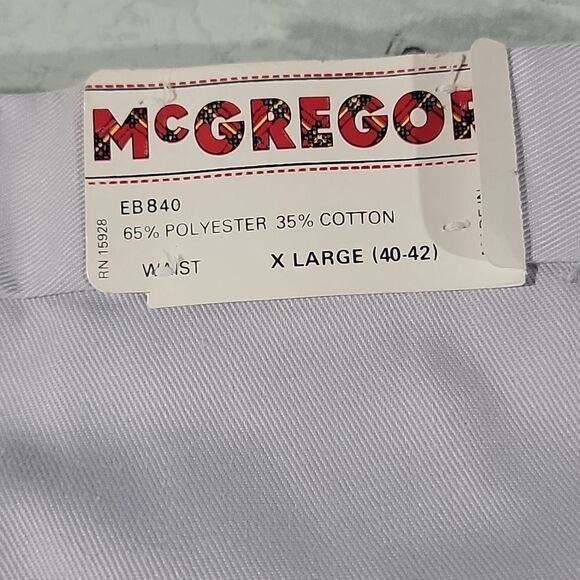 McGREGOR
EB840
65% POLYESTER 35% COTTON
WAIST X LARGE (40-42)
RN 15928